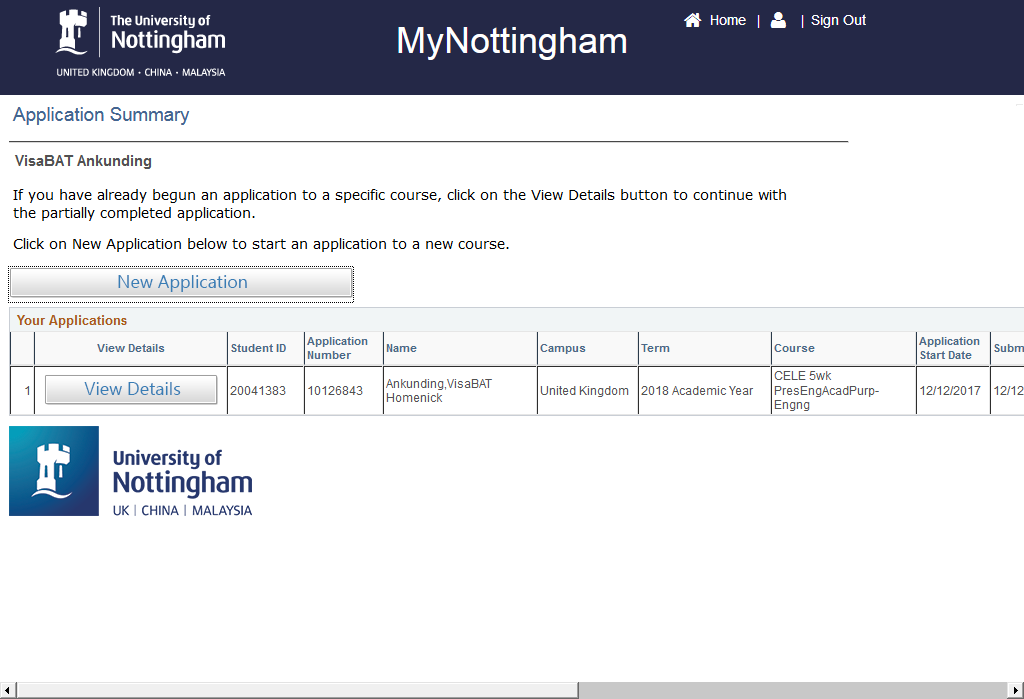 The University of
Nottingham
UNITED KINGDOM · CHINA · MALAYSIA
MyNottingham
Home | | Sign Out
Application Summary
VisaBAT Ankunding
If you have already begun an application to a specific course, click on the View Details button to continue with
the partially completed application.
Click on New Application below to start an application to a new course.
New Application
Your Applications
View Details Student ID Application Number Name Campus Term Course Application Start Date Subm
1 View Details 20041383 10126843 Ankunding,VisaBAT Homenick United Kingdom 2018 Academic Year CELE 5wk PresEngAcadPurp-Engng 12/12/2017 12/12
University of
Nottingham
UK | CHINA | MALAYSIA